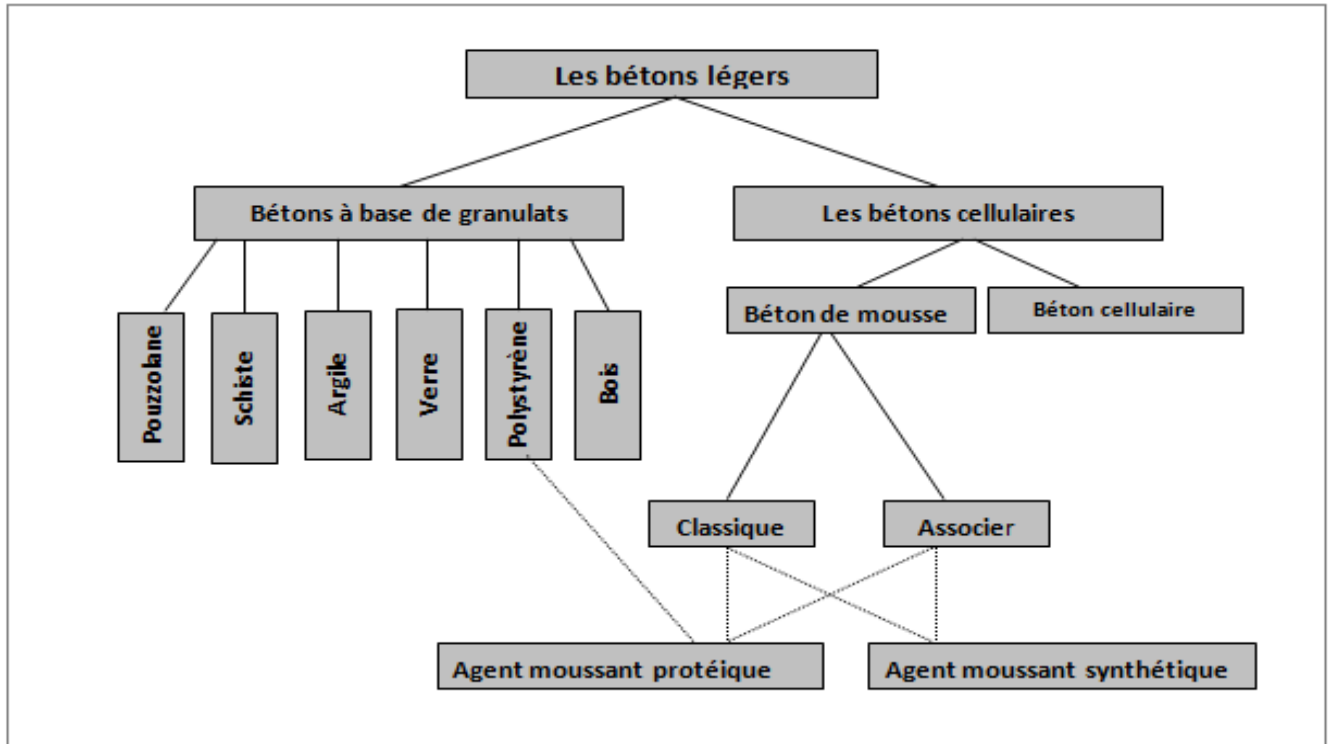 Les bétons légers
Bétons à base de granulats
Les bétons cellulaires
Béton de mousse
Béton cellulaire
Pouzzolane
Schiste
Argile
Verre
Polystyrène
Bois
Classique
Associer
Agent moussant protéique
Agent moussant synthétique